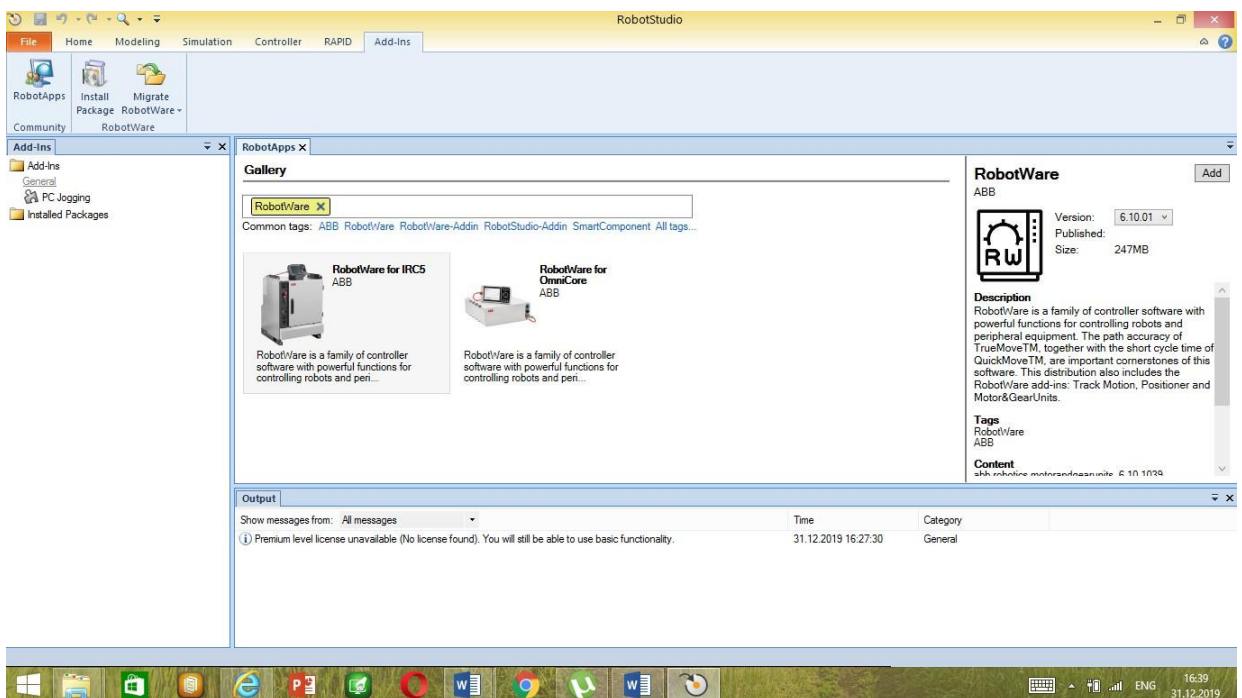 RobotStudio
File Home Modeling Simulation Controller RAPID Add-Ins
RobotApps
Install Package
Migrate RobotWare
Community
RobotWare
Add-Ins
Add-Ins
General
PC Jogging
Installed Packages
RobotApps
Gallery
RobotWare
Common tags: ABB RobotWare RobotWare-Addin RobotStudio-Addin SmartComponent All tags...
RobotWare for IRC5
ABB
RobotWare is a family of controller
software with powerful functions for
controlling robots and peri...
RobotWare for
OmniCore
ABB
RobotWare is a family of controller
software with powerful functions for
controlling robots and peri...
RobotWare
Add
ABB
RW
Version: 6.10.01
Published:
Size: 247MB
Description
RobotWare is a family of controller software with
powerful functions for controlling robots and
peripheral equipment. The path accuracy of
TrueMoveTM, together with the short cycle time of
QuickMoveTM, are important cornerstones of this
software. This distribution also includes the
RobotWare add-ins: Track Motion, Positioner and
Motor&GearUnits.
Tags
RobotWare
ABB
Content
abb.robotics.motorandgearunits 6.10.1039
Output
Show messages from: All messages
Time
Category
Premium level license unavailable (No license found). You will still be able to use basic functionality.
31.12.2019 16:27:30
General
ENG
16:39
31.12.2019